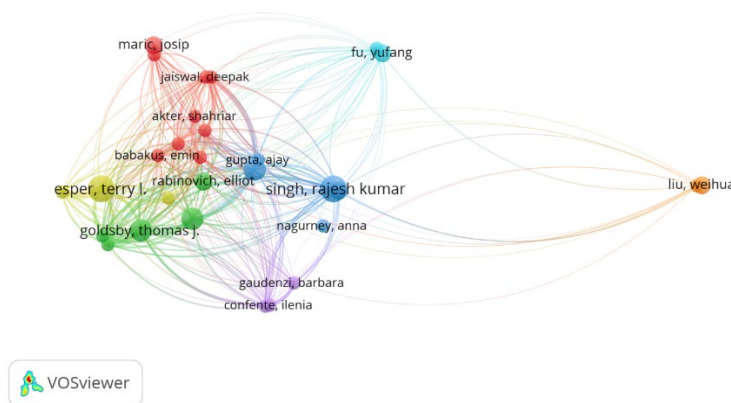 maric, josip
fu, yufang
jaiswal, deepak
akter, shahriar
babakus, emin
gupta, ajay
rabinovich, elliot
esper, terry l.
singh, rajesh kumar
liu, weihua
nagurney, anna
goldsby, thomas j.
gaudenzi, barbara
confente, ilenia
VOSviewer